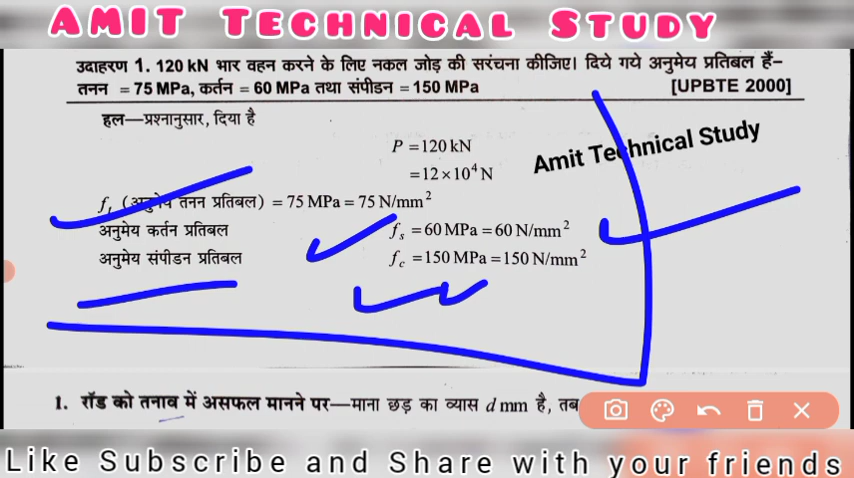 AMIT TECHNICAL STUDY
उदाहरण 1. 120 kN भार वहन करने के लिए नकल जोड़ की सरंचना कीजिए। दिये गये अनुमेय प्रतिबल हैं–
तनन = 75 MPa, कर्तन = 60 MPa तथा संपीडन = 150 MPa [UPBTE 2000]
हल—प्रश्नानुसार, दिया है
P = 120 kN
= 12 × 10⁴ N
Amit Technical Study
fₜ (अनुमेय तनन प्रतिबल) = 75 MPa = 75 N/mm²
अनुमेय कर्तन प्रतिबल fₛ = 60 MPa = 60 N/mm²
अनुमेय संपीडन प्रतिबल f꜀ = 150 MPa = 150 N/mm²
1. रॉड को तनाव में असफल मानने पर—माना छड़ का व्यास d mm है, तब
Like Subscribe and Share with your friends